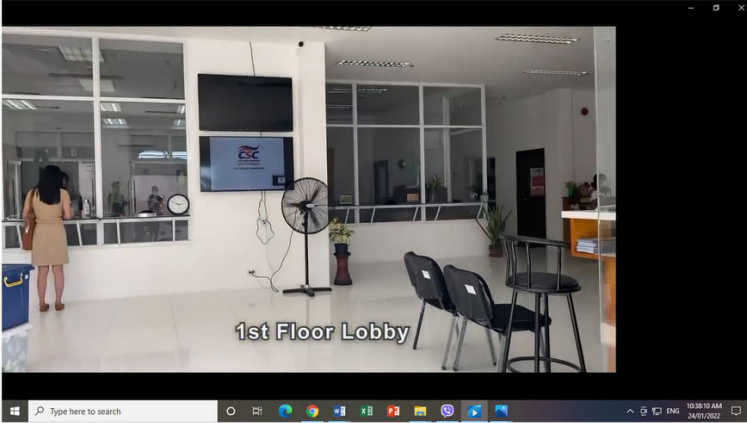 CSC
1st Floor Lobby
Type here to search
ENG
10:38:10 AM
24/01/2022